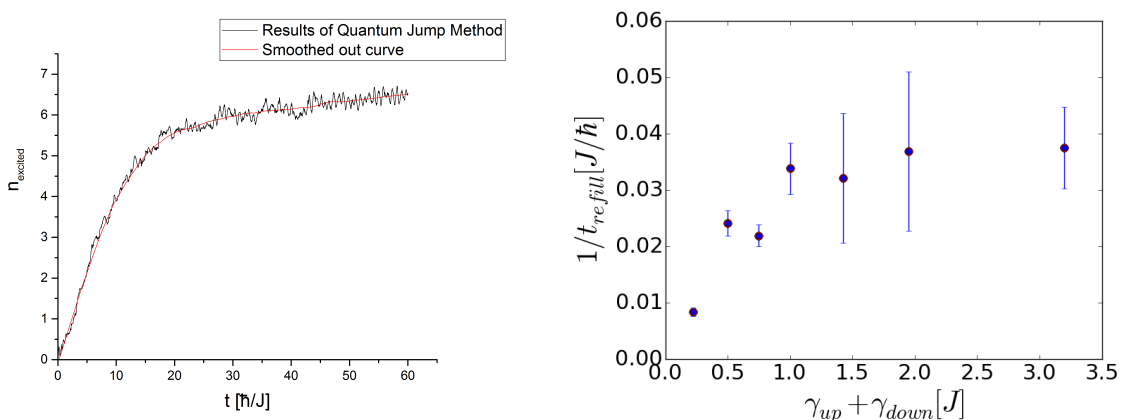 Results of Quantum Jump Method
Smoothed out curve
7
6
5
4
3
2
1
0
n_excited
0 10 20 30 40 50 60
t [ħ/J]
0.06
0.05
0.04
0.03
0.02
0.01
0.00
1/t_refill[J/ħ]
0.0 0.5 1.0 1.5 2.0 2.5 3.0 3.5
γ_up + γ_down[J]